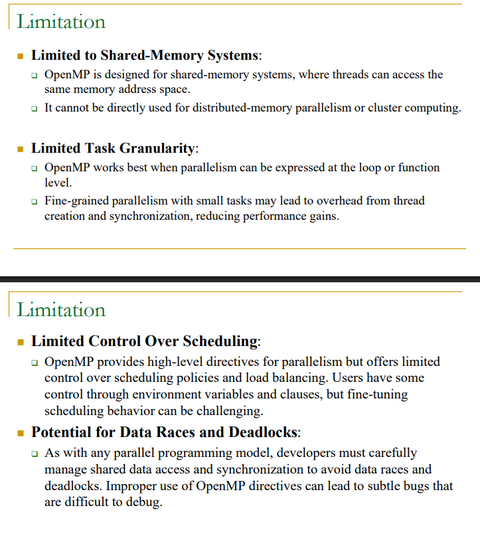 Limitation
Limited to Shared-Memory Systems:
OpenMP is designed for shared-memory systems, where threads can access the
same memory address space.
It cannot be directly used for distributed-memory parallelism or cluster computing.
Limited Task Granularity:
OpenMP works best when parallelism can be expressed at the loop or function
level.
Fine-grained parallelism with small tasks may lead to overhead from thread
creation and synchronization, reducing performance gains.
Limitation
Limited Control Over Scheduling:
OpenMP provides high-level directives for parallelism but offers limited
control over scheduling policies and load balancing. Users have some
control through environment variables and clauses, but fine-tuning
scheduling behavior can be challenging.
Potential for Data Races and Deadlocks:
As with any parallel programming model, developers must carefully
manage shared data access and synchronization to avoid data races and
deadlocks. Improper use of OpenMP directives can lead to subtle bugs that
are difficult to debug.